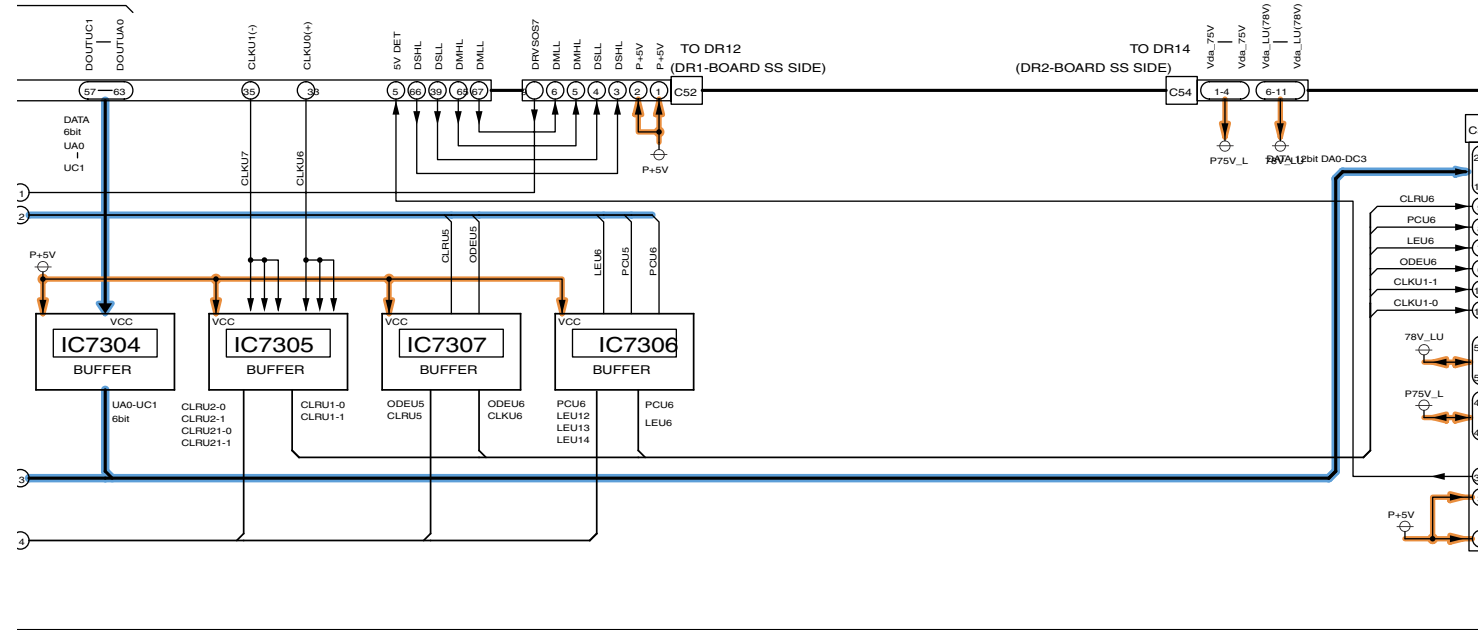 DOUTUC1
DOUTUA0
CLKU1(-)
CLKU0(+)
5V DET
DSHL
DSLL
DMHL
DMLL
DRVSOS7
DMLL
DMHL
DSLL
DSHL
P+5V
P+5V
TO DR12
(DR1-BOARD SS SIDE)
TO DR14
(DR2-BOARD SS SIDE)
Vda_75V
Vda_75V
Vda_LU(78V)
Vda_LU(78V)
57
63
35
33
5
66
39
65
67
6
5
4
3
2
1
C52
C54
1-4
6-11
DATA
6bit
UA0
UC1
CLKU7
CLKU6
P+5V
P75V_L
78V_LU
DATA 12bit DA0-DC3
1
2
CLRU5
ODEU5
LEU6
PCU5
PCU6
CLRU6
PCU6
LEU6
ODEU6
CLKU1-1
CLKU1-0
P+5V
VCC
IC7304
BUFFER
VCC
IC7305
BUFFER
VCC
IC7307
BUFFER
VCC
IC7306
BUFFER
78V_LU
P75V_L
UA0-UC1
6bit
CLRU2-0
CLRU2-1
CLRU21-0
CLRU21-1
CLRU1-0
CLRU1-1
ODEU5
CLRU5
ODEU6
CLKU6
PCU6
LEU12
LEU13
LEU14
PCU6
LEU6
3
4
P+5V